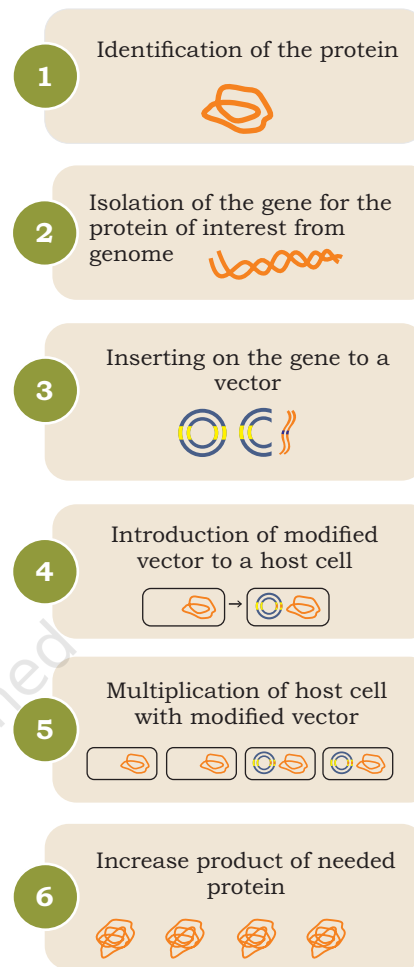 1
Identification of the protein
2
Isolation of the gene for the
protein of interest from
genome
3
Inserting on the gene to a
vector
4
Introduction of modified
vector to a host cell
5
Multiplication of host cell
with modified vector
6
Increase product of needed
protein